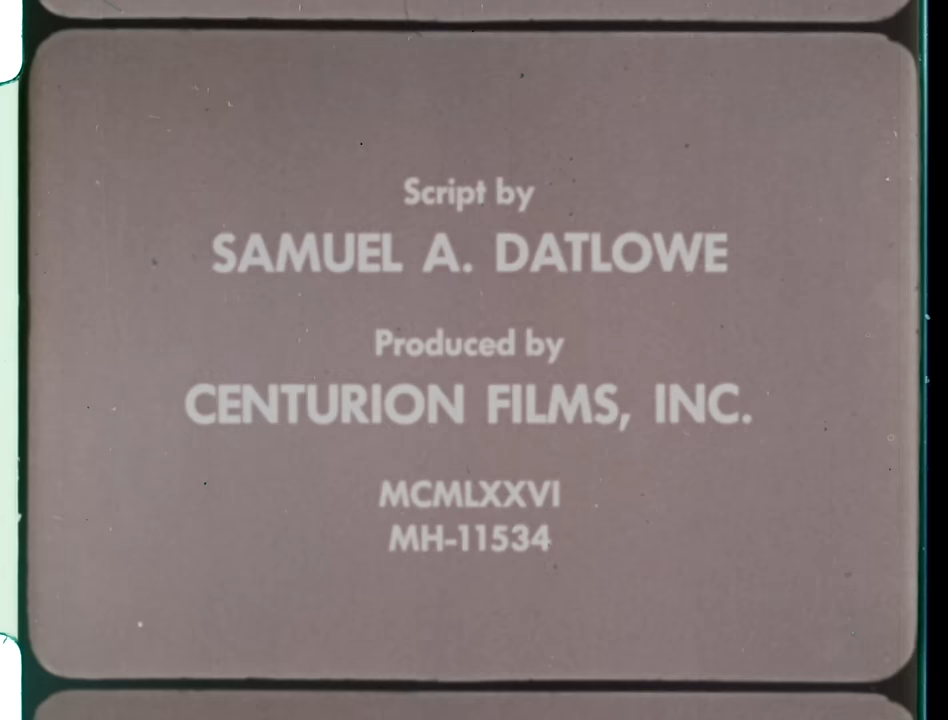 Script by
SAMUEL A. DATLOWE
Produced by
CENTURION FILMS, INC.
MCMLXXVI
MH-11534